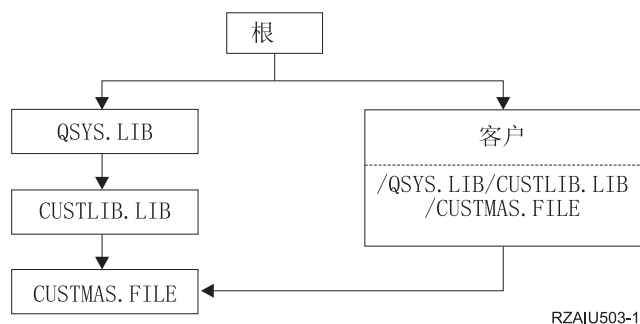 根
QSYS.LIB
CUSTLIB.LIB
CUSTMAS.FILE
客户
/QSYS.LIB/CUSTLIB.LIB
/CUSTMAS.FILE
RZAIU503-1